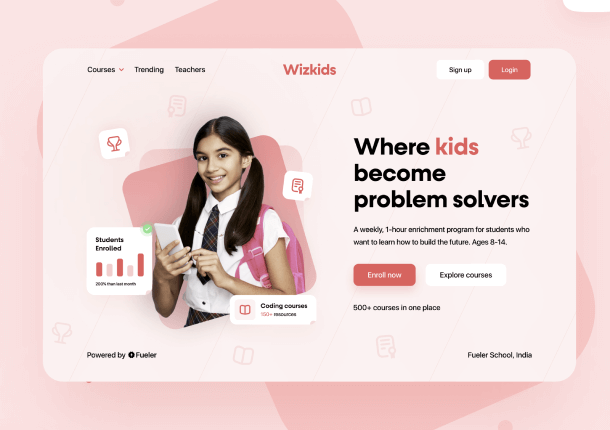 Courses
Trending
Teachers
Wizkids
Sign up
Login
Where kids
become
problem solvers
A weekly, 1-hour enrichment program for students who
want to learn how to build the future. Ages 8-14.
Enroll now
Explore courses
500+ courses in one place
Students
Enrolled
200% than last month
Coding courses
150+ resources
Powered by Fueler
Fueler School, India